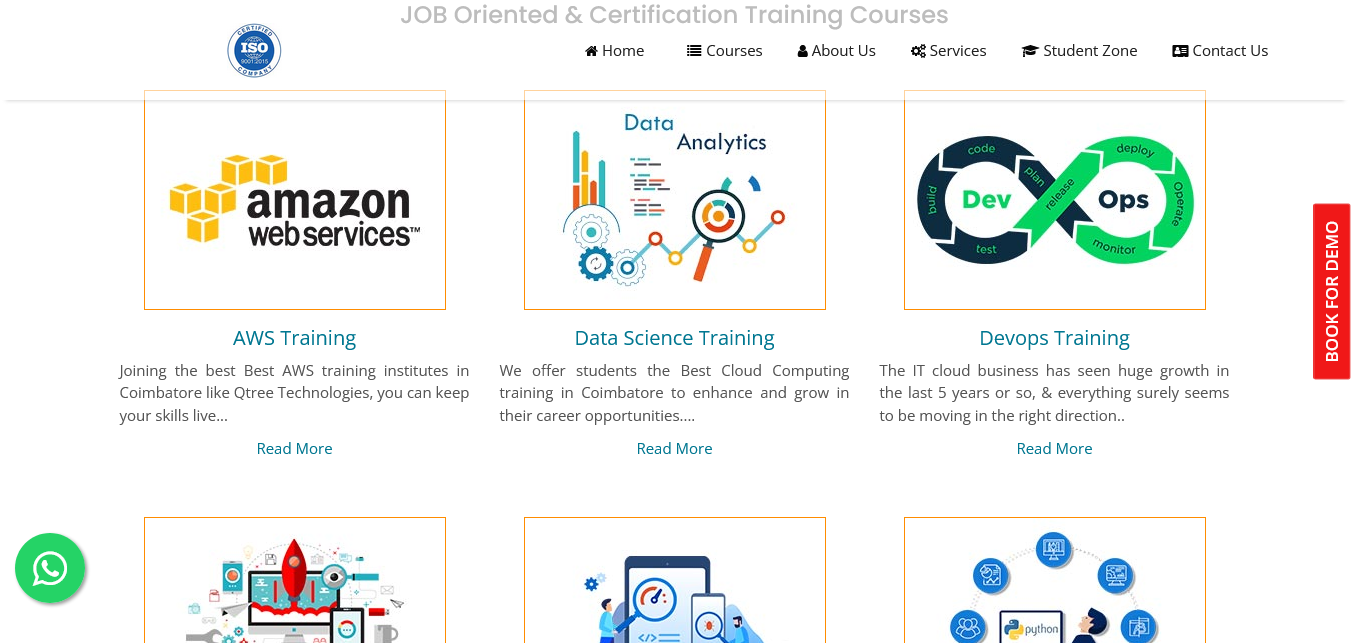 JOB Oriented & Certification Training Courses
CERTIFIED
ISO
9001:2015
COMPANY
Home
Courses
About Us
Services
Student Zone
Contact Us
amazon
web services™
Data
Analytics
code
plan
build
Dev
test
release
deploy
Ops
Operate
monitor
AWS Training
Data Science Training
Devops Training
Joining the best Best AWS training institutes in
Coimbatore like Qtree Technologies, you can keep
your skills live...
We offer students the Best Cloud Computing
training in Coimbatore to enhance and grow in
their career opportunities....
The IT cloud business has seen huge growth in
the last 5 years or so, & everything surely seems
to be moving in the right direction..
Read More
Read More
Read More
BOOK FOR DEMO
python